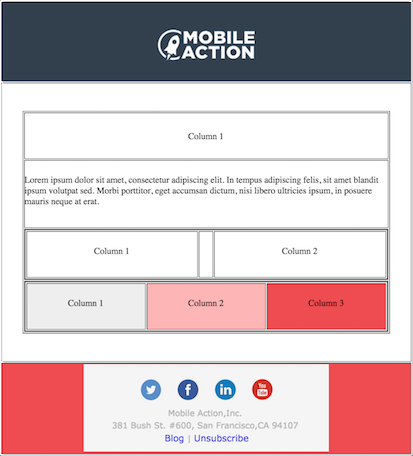 MOBILE
ACTION
Column 1
Lorem ipsum dolor sit amet, consectetur adipiscing elit. In tempus adipiscing felis, sit amet blandit
ipsum volutpat sed. Morbi porttitor, eget accumsan dictum, nisi libero ultricies ipsum, in posuere
mauris neque at erat.
Column 1 Column 2
Column 1 Column 2 Column 3
You
Tube
Mobile Action,Inc.
381 Bush St. #600, San Francisco,CA 94107
Blog | Unsubscribe